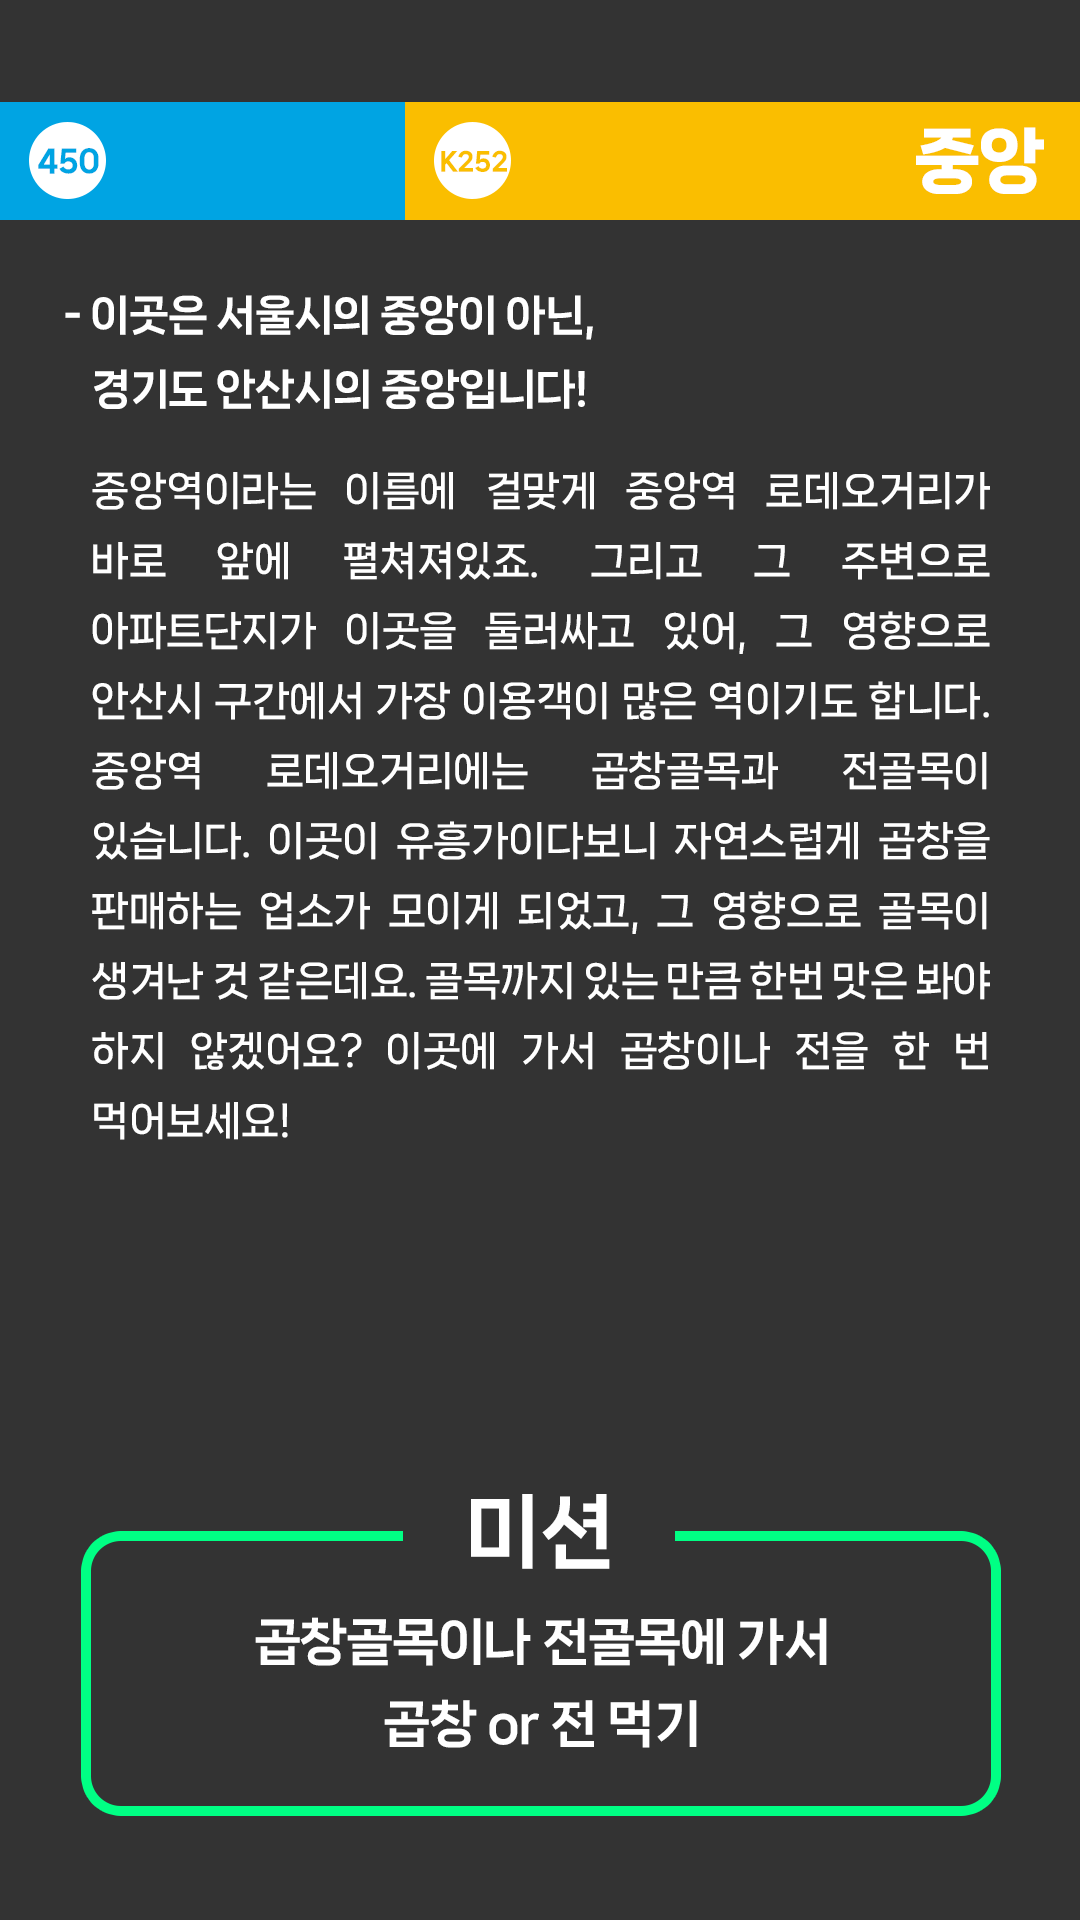 450
K252
중앙
- 이곳은 서울시의 중앙이 아닌,
경기도 안산시의 중앙입니다!
중앙역이라는 이름에 걸맞게 중앙역 로데오거리가
바로 앞에 펼쳐져있죠. 그리고 그 주변으로
아파트단지가 이곳을 둘러싸고 있어, 그 영향으로
안산시 구간에서 가장 이용객이 많은 역이기도 합니다.
중앙역 로데오거리에는 곱창골목과 전골목이
있습니다. 이곳이 유흥가이다보니 자연스럽게 곱창을
판매하는 업소가 모이게 되었고, 그 영향으로 골목이
생겨난 것 같은데요. 골목까지 있는 만큼 한번 맛은 봐야
하지 않겠어요? 이곳에 가서 곱창이나 전을 한 번
먹어보세요!
미션
곱창골목이나 전골목에 가서
곱창 or 전 먹기